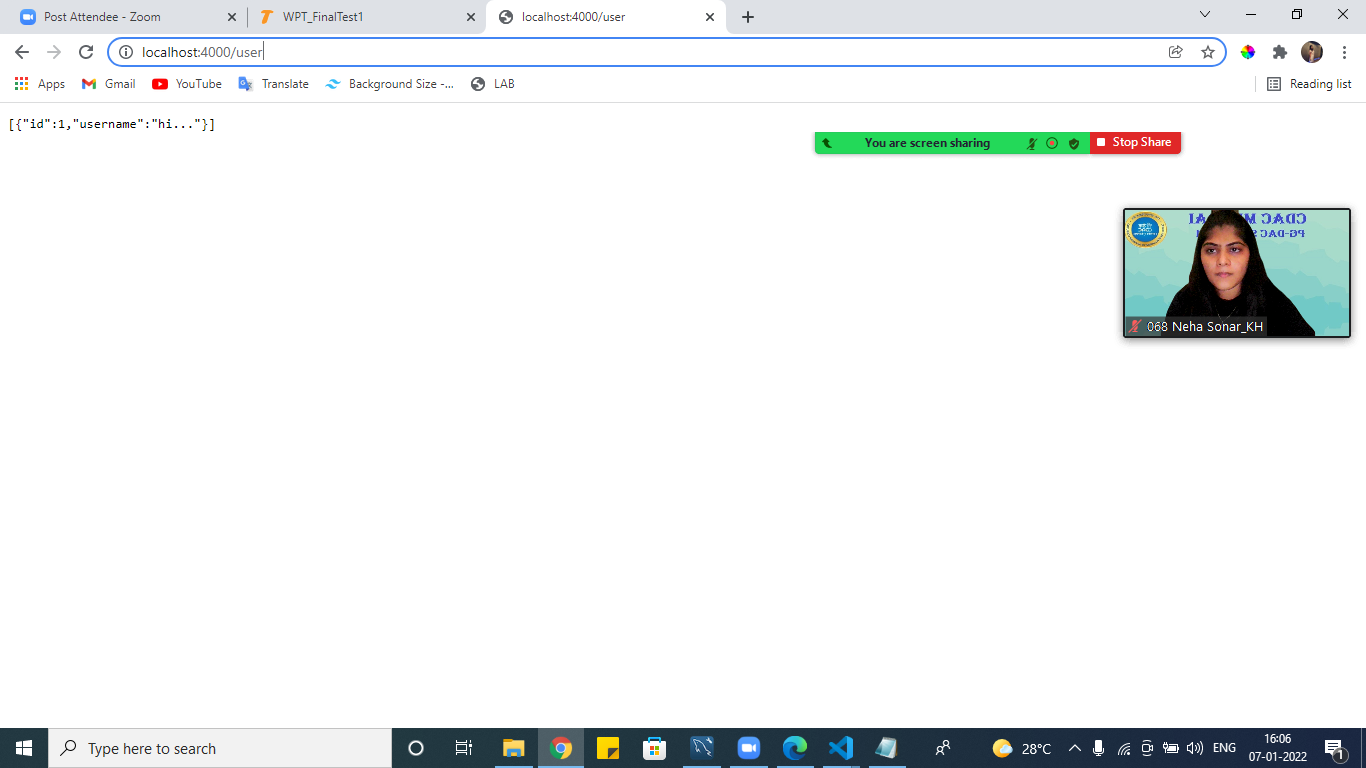 Post Attendee - Zoom
WPT_FinalTest1
localhost:4000/user
localhost:4000/user
Apps
Gmail
YouTube
Translate
Background Size -...
LAB
Reading list
[{"id":1,"username":"hi..."}]
You are screen sharing
Stop Share
CDAC M AI
PG-DAC S
068 Neha Sonar_KH
Type here to search
28°C
ENG
16:06
07-01-2022
1